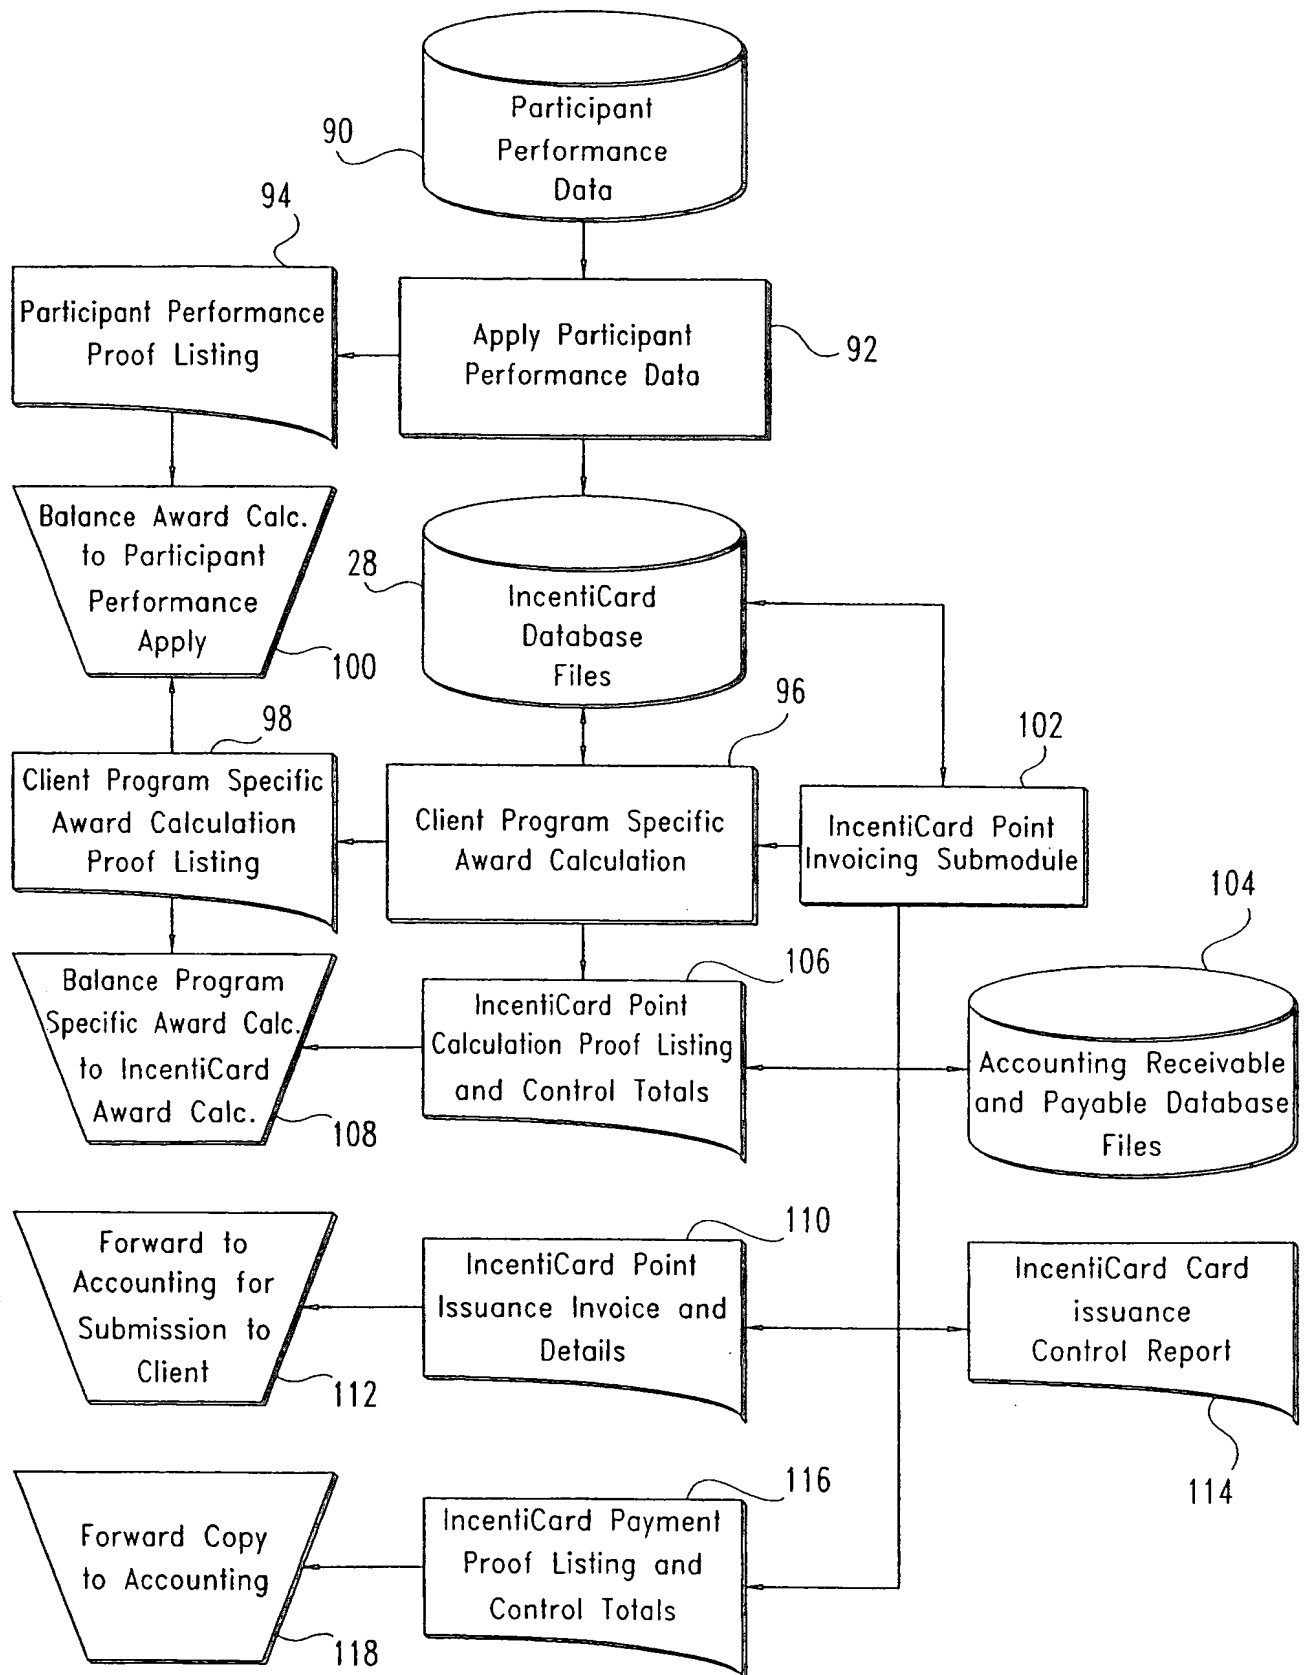 Participant
Performance
Data
90
94
Participant Performance
Proof Listing
Apply Participant
Performance Data
92
Balance Award Calc.
to Participant
Performance
Apply
100
28
IncentiCard
Database
Files
98
Client Program Specific
Award Calculation
Proof Listing
96
Client Program Specific
Award Calculation
102
IncentiCard Point
Invoicing Submodule
104
Accounting Receivable
and Payable Database
Files
Balance Program
Specific Award Calc.
to IncentiCard
Award Calc.
108
106
IncentiCard Point
Calculation Proof Listing
and Control Totals
Forward to
Accounting for
Submission to
Client
112
110
IncentiCard Point
Issuance Invoice and
Details
IncentiCard Card
issuance
Control Report
114
Forward Copy
to Accounting
118
116
IncentiCard Payment
Proof Listing and
Control Totals